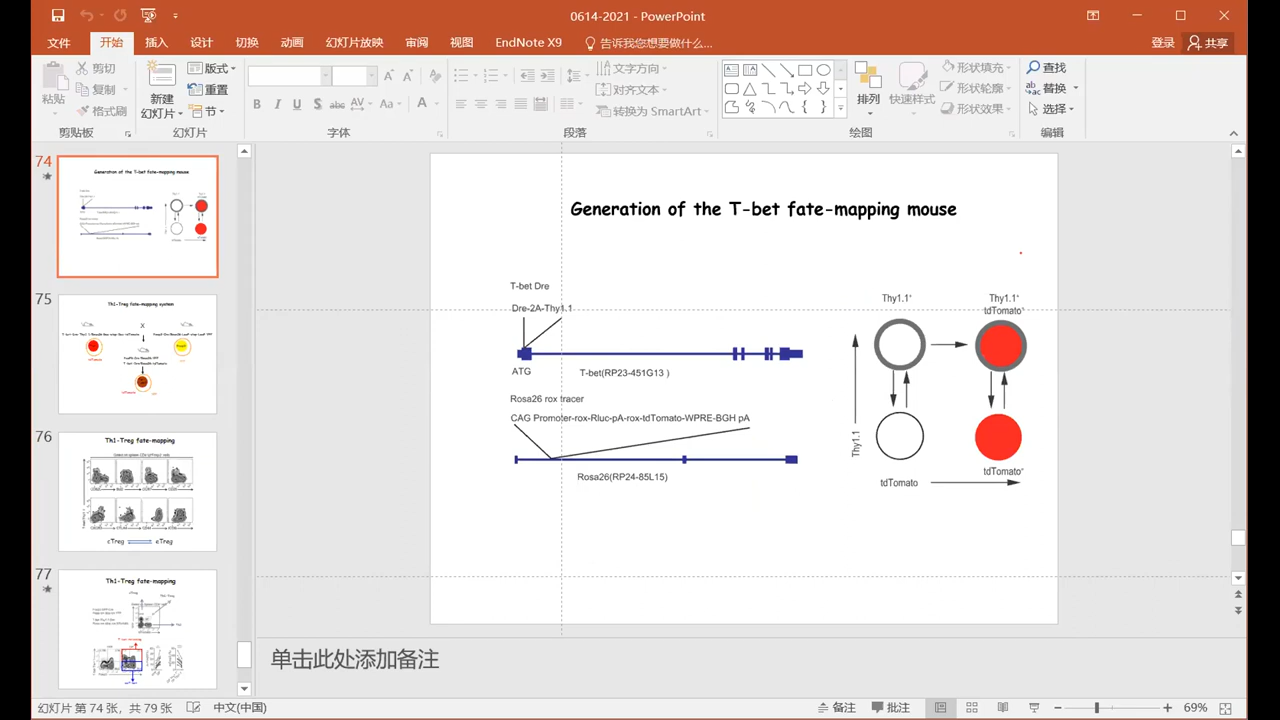 0614-2021 - PowerPoint
文件 开始 插入 设计 切换 动画 幻灯片放映 审阅 视图 EndNote X9 告诉我您想要做什么... 登录 共享
剪切 版式 文字方向 形状填充 查找
粘贴 复制 新建 重置 对齐文本 排列 快速样式 形状轮廓 替换
格式刷 幻灯片 节 B I U S abc AV Aa A 转换为 SmartArt 形状效果 选择
剪贴板 幻灯片 字体 段落 绘图 编辑
74
Generation of the T-bet fate-mapping mouse
75
Th1-Treg fate-mapping system
X
76
Th1-Treg fate-mapping
cTreg eTreg
77
Th1-Treg fate-mapping
Generation of the T-bet fate-mapping mouse
T-bet Dre
Dre-2A-Thy1.1
ATG
T-bet(RP23-451G13 )
Rosa26 rox tracer
CAG Promoter-rox-Rluc-pA-rox-tdTomato-WPRE-BGH pA
Rosa26(RP24-85L15)
Thy1.1⁺
Thy1.1⁺
tdTomato⁺
Thy1.1
tdTomato⁺
tdTomato
单击此处添加备注
幻灯片 第 74 张，共 79 张 中文(中国) 备注 批注 69%